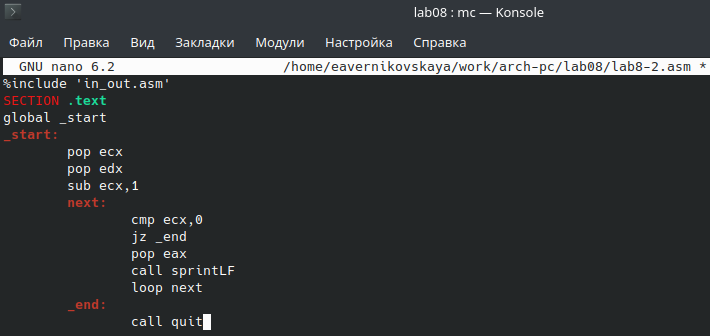 lab08 : mc — Konsole
Файл Правка Вид Закладки Модули Настройка Справка
GNU nano 6.2 /home/eavernikovskaya/work/arch-pc/lab08/lab8-2.asm *
%include 'in_out.asm'
SECTION .text
global _start
_start:
pop ecx
pop edx
sub ecx,1
next:
cmp ecx,0
jz _end
pop eax
call sprintLF
loop next
_end:
call quit